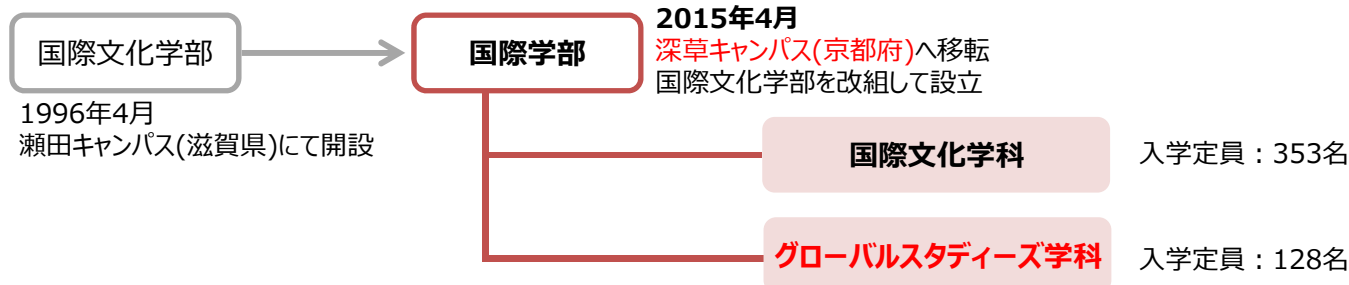 国際文化学部
1996年4月
瀬田キャンパス(滋賀県)にて開設
国際学部
2015年4月
深草キャンパス(京都府)へ移転
国際文化学部を改組して設立
国際文化学科
入学定員：353名
グローバルスタディーズ学科
入学定員：128名